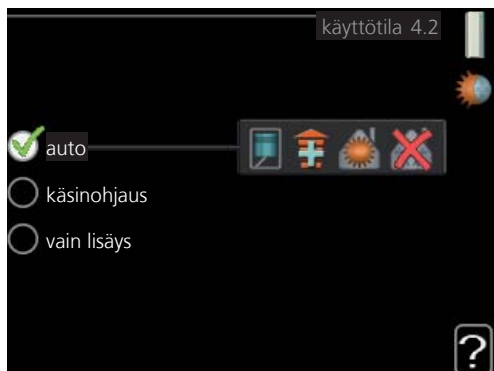 käyttötila 4.2
auto
käsinohjaus
vain lisäys
?